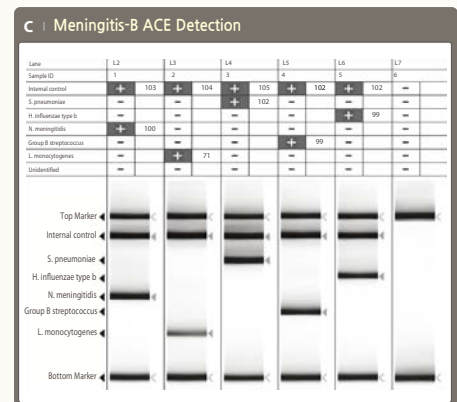 C | Meningitis-B ACE Detection
Lane L2 L3 L4 L5 L6 L7
Sample ID 1 2 3 4 5 6
Internal control + 103 + 104 + 105 + 102 + 102 -
S. pneumoniae - - + 102 - - -
H. influenzae type b - - - - + 99 -
N. meningitidis + 100 - - - - -
Group B streptococcus - - - + 99 - -
L. monocytogenes - + 71 - - - -
Unidentified - - - - - -
Top Marker
Internal control
S. pneumoniae
H. influenzae type b
N. meningitidis
Group B streptococcus
L. monocytogenes
Bottom Marker